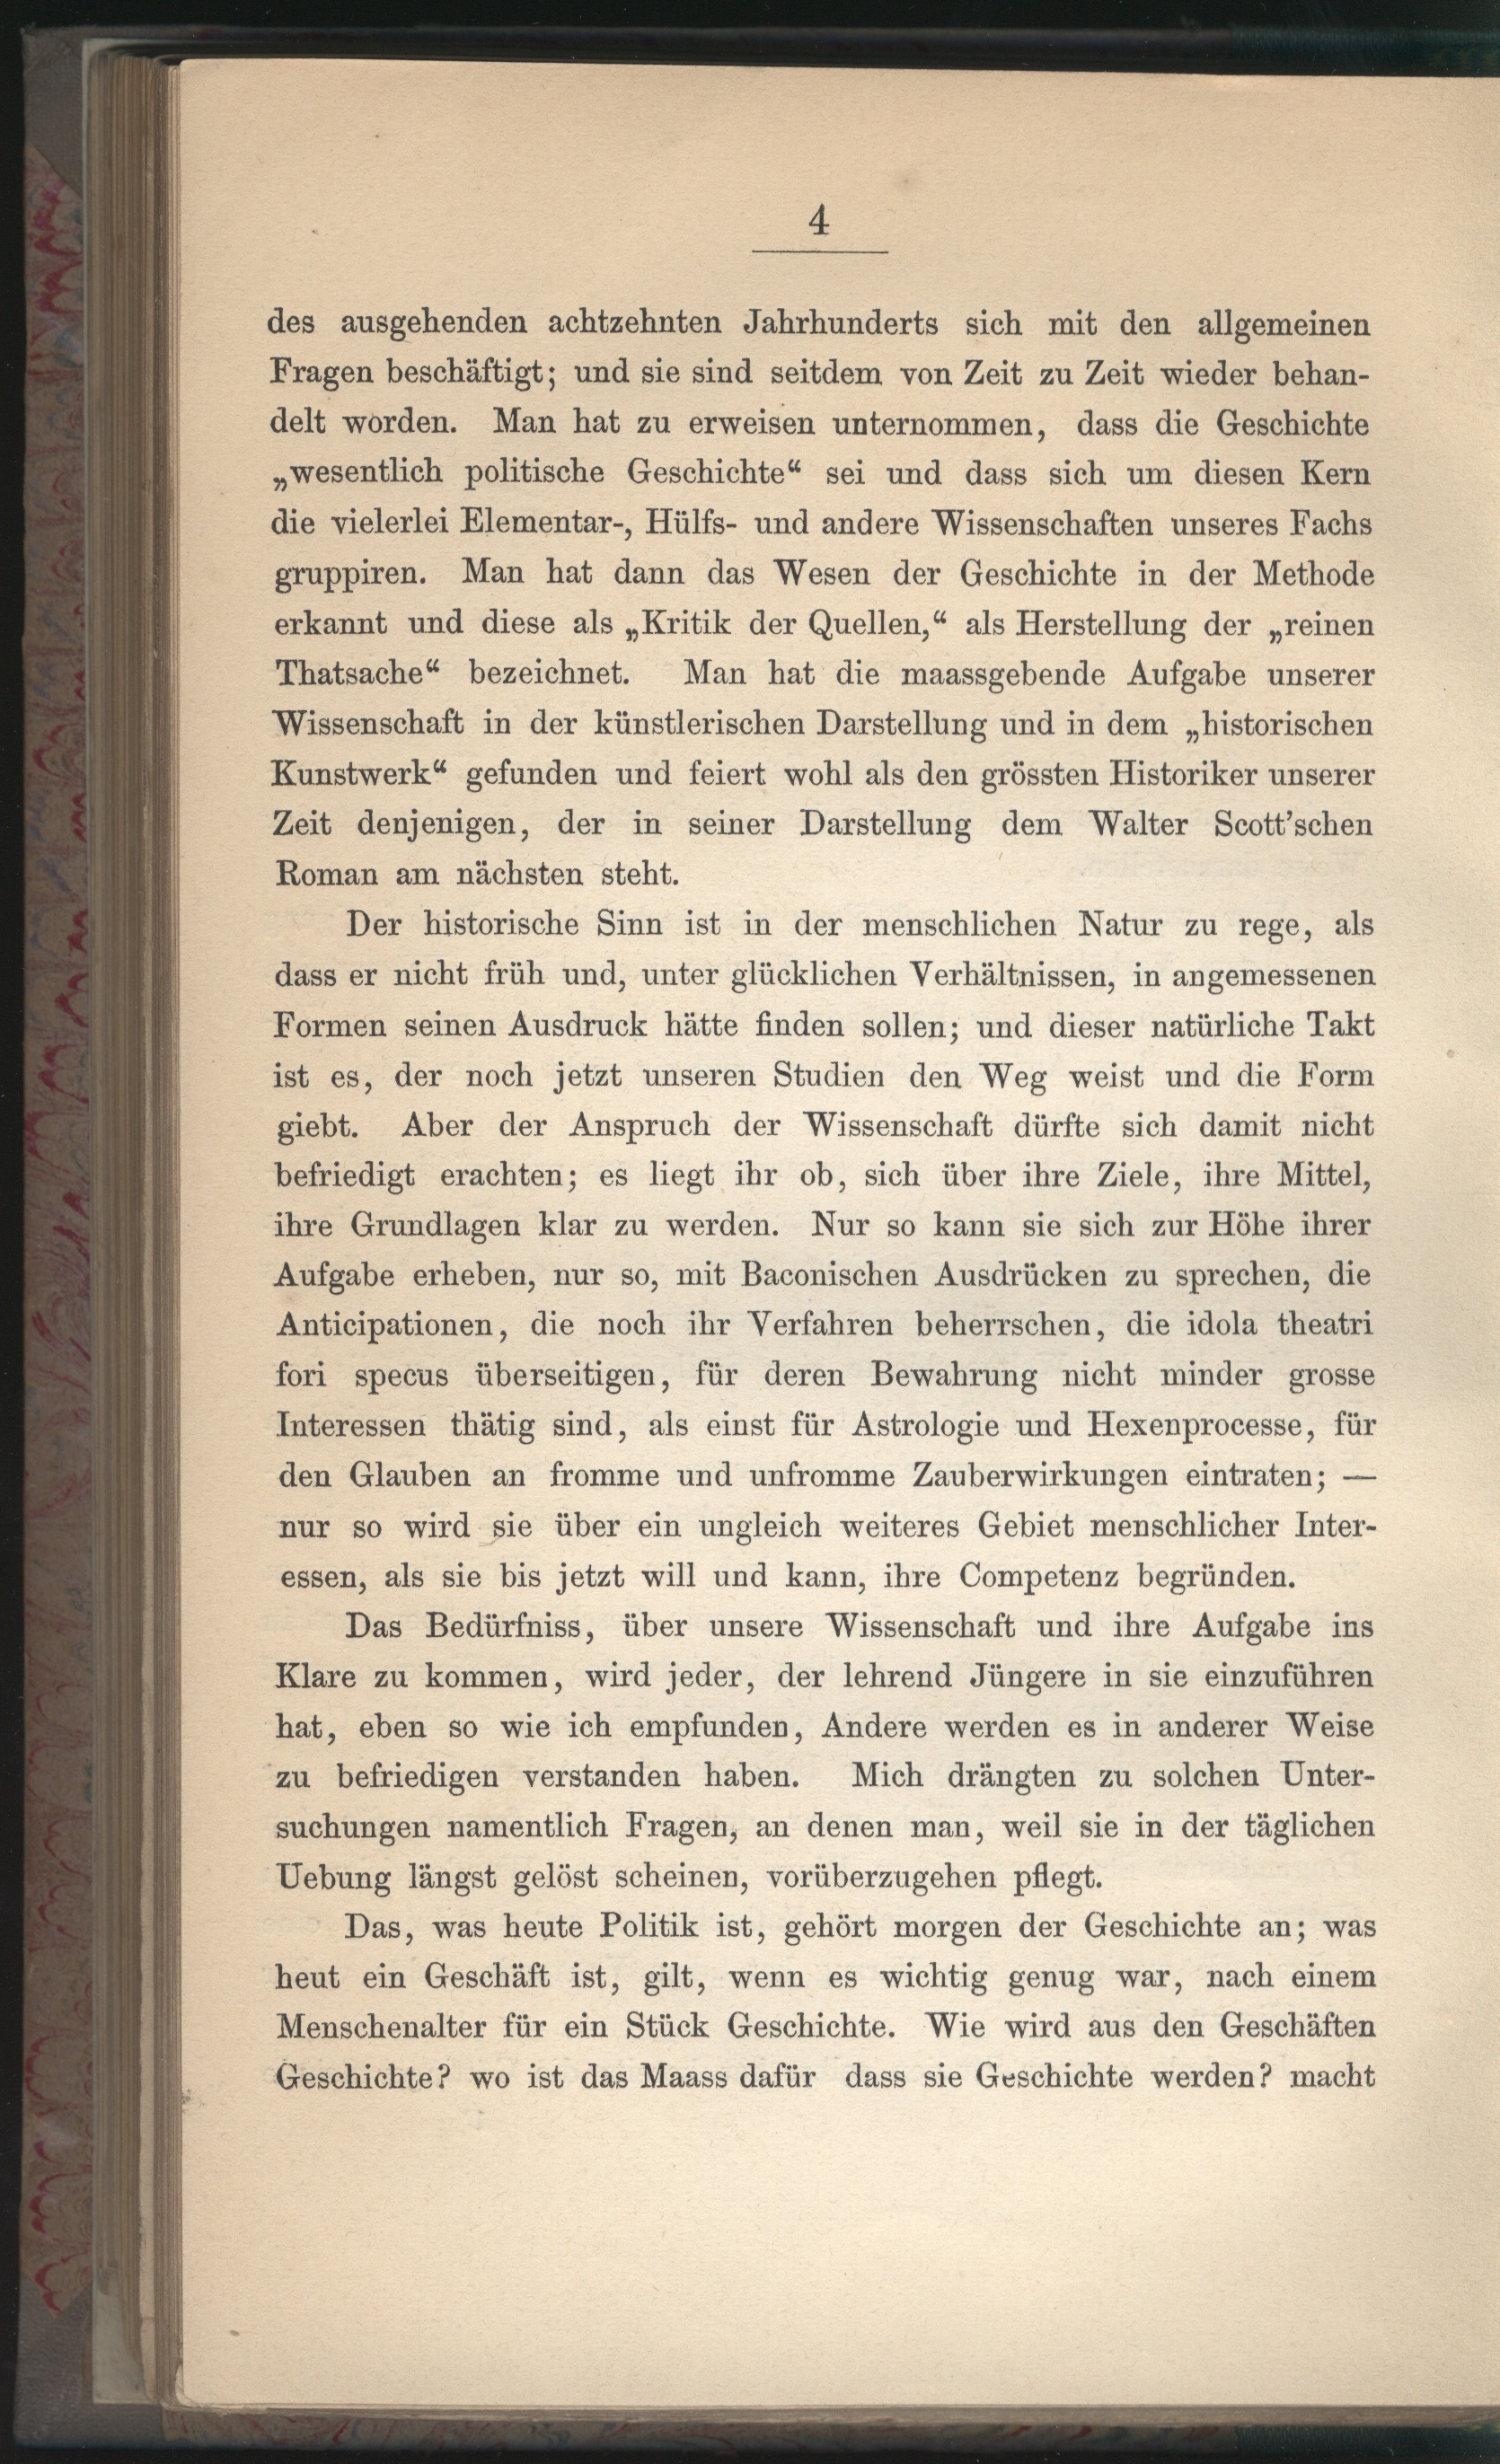 4
des ausgehenden achtzehnten Jahrhunderts sich mit den allgemeinen
Fragen beschäftigt; und sie sind seitdem von Zeit zu Zeit wieder behan-
delt worden. Man hat zu erweisen unternommen, dass die Geschichte
„wesentlich politische Geschichte“ sei und dass sich um diesen Kern
die vielerlei Elementar-, Hülfs- und andere Wissenschaften unseres Fachs
gruppiren. Man hat dann das Wesen der Geschichte in der Methode
erkannt und diese als „Kritik der Quellen,“ als Herstellung der „reinen
Thatsache“ bezeichnet. Man hat die maassgebende Aufgabe unserer
Wissenschaft in der künstlerischen Darstellung und in dem „historischen
Kunstwerk“ gefunden und feiert wohl als den grössten Historiker unserer
Zeit denjenigen, der in seiner Darstellung dem Walter Scott’schen
Roman am nächsten steht.
Der historische Sinn ist in der menschlichen Natur zu rege, als
dass er nicht früh und, unter glücklichen Verhältnissen, in angemessenen
Formen seinen Ausdruck hätte finden sollen; und dieser natürliche Takt
ist es, der noch jetzt unseren Studien den Weg weist und die Form
giebt. Aber der Anspruch der Wissenschaft dürfte sich damit nicht
befriedigt erachten; es liegt ihr ob, sich über ihre Ziele, ihre Mittel,
ihre Grundlagen klar zu werden. Nur so kann sie sich zur Höhe ihrer
Aufgabe erheben, nur so, mit Baconischen Ausdrücken zu sprechen, die
Anticipationen, die noch ihr Verfahren beherrschen, die idola theatri
fori specus überseitigen, für deren Bewahrung nicht minder grosse
Interessen thätig sind, als einst für Astrologie und Hexenprocesse, für
den Glauben an fromme und unfromme Zauberwirkungen eintraten; —
nur so wird sie über ein ungleich weiteres Gebiet menschlicher Inter-
essen, als sie bis jetzt will und kann, ihre Competenz begründen.
Das Bedürfniss, über unsere Wissenschaft und ihre Aufgabe ins
Klare zu kommen, wird jeder, der lehrend Jüngere in sie einzuführen
hat, eben so wie ich empfunden, Andere werden es in anderer Weise
zu befriedigen verstanden haben. Mich drängten zu solchen Unter-
suchungen namentlich Fragen, an denen man, weil sie in der täglichen
Uebung längst gelöst scheinen, vorüberzugehen pflegt.
Das, was heute Politik ist, gehört morgen der Geschichte an; was
heut ein Geschäft ist, gilt, wenn es wichtig genug war, nach einem
Menschenalter für ein Stück Geschichte. Wie wird aus den Geschäften
Geschichte? wo ist das Maass dafür dass sie Geschichte werden? macht